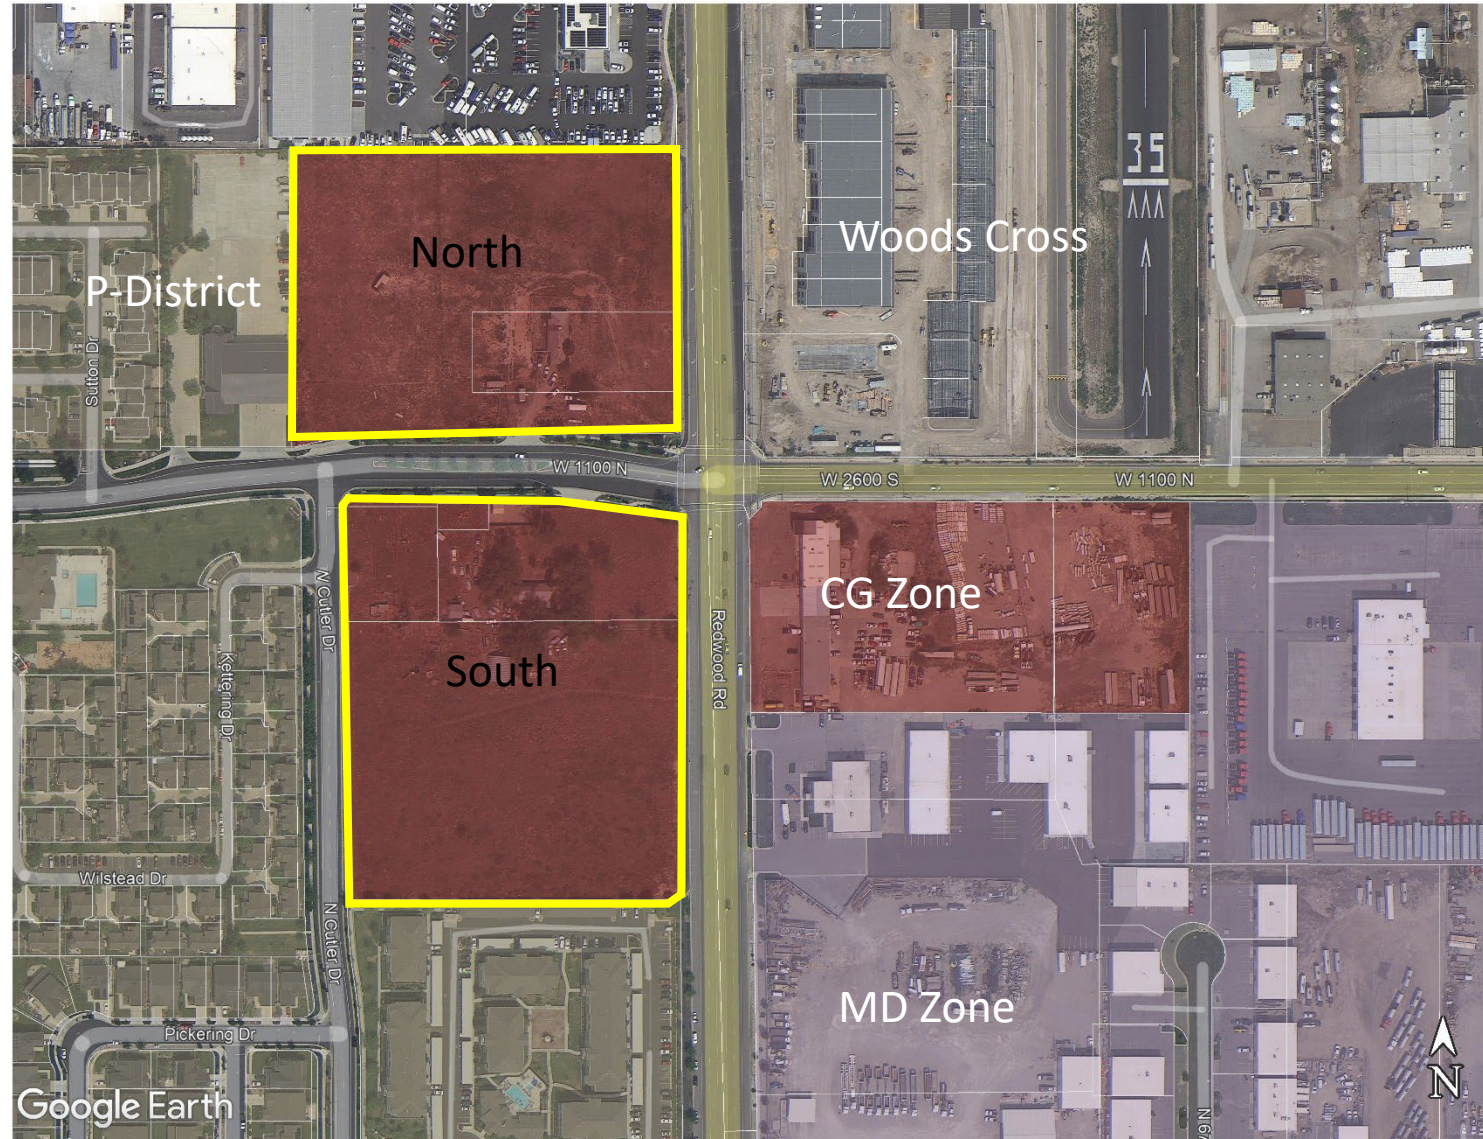 35
North
Woods Cross
P-District
Sutton Dr
W 1100 N
W 2600 S
W 1100 N
N Cutler Dr
CG Zone
Redwood Rd
South
Kettering Dr
Wilstead Dr
N Cutler Dr
MD Zone
Pickering Dr
N
Google Earth